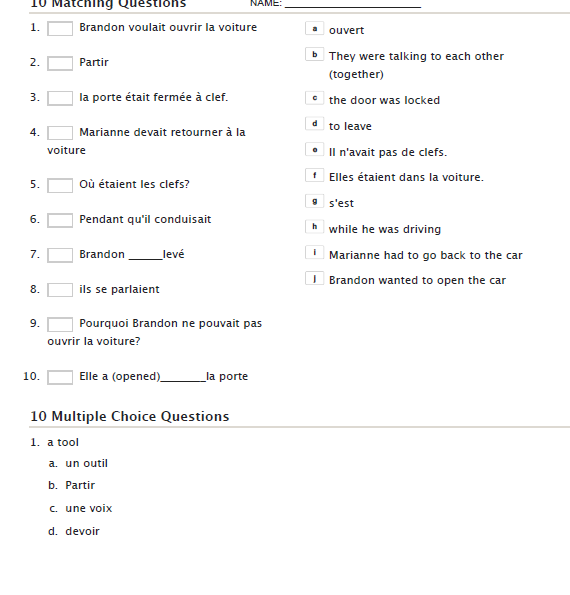 10 Matching Questions NAME: ____________________
1. Brandon voulait ouvrir la voiture
2. Partir
3. la porte était fermée à clef.
4. Marianne devait retourner à la
voiture
5. Où étaient les clefs?
6. Pendant qu'il conduisait
7. Brandon _____levé
8. ils se parlaient
9. Pourquoi Brandon ne pouvait pas
ouvrir la voiture?
10. Elle a (opened)_______la porte
a ouvert
b They were talking to each other
(together)
c the door was locked
d to leave
e Il n'avait pas de clefs.
f Elles étaient dans la voiture.
g s'est
h while he was driving
i Marianne had to go back to the car
j Brandon wanted to open the car
10 Multiple Choice Questions
1. a tool
a. un outil
b. Partir
c. une voix
d. devoir